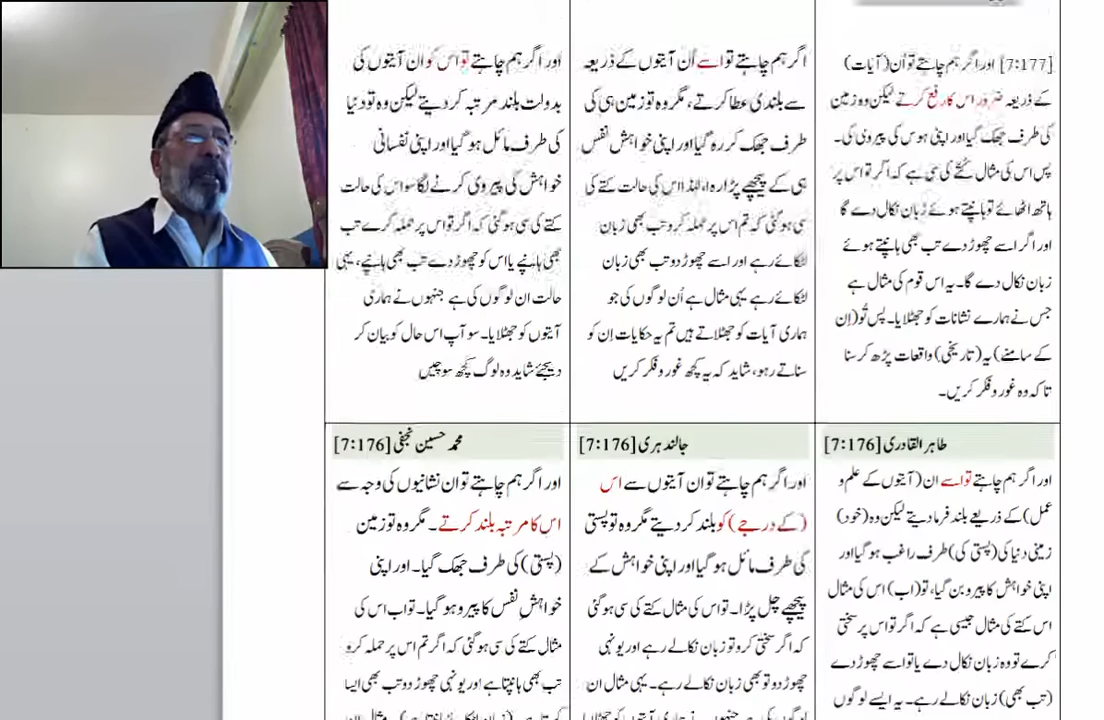 [7:177] اور اگر ہم چاہتے تو اُن (آیات)
کے ذریعہ ضرور اس کا رفع کرتے لیکن وہ زمین
کی طرف جھک گیا اور اپنی ہوس کی پیروی کی۔
پس اس کی مثال کُتّے کی سی ہے کہ اگر تو اس پر
ہاتھ اٹھائے تو ہانپتے ہوئے زبان نکال دے گا
اور اگر اسے چھوڑ دے تب بھی ہانپتے ہوئے
زبان نکال دے گا۔ یہ اس قوم کی مثال ہے
جس نے ہمارے نشانات کو جھٹلایا۔ پس تُو (اِن
کے سامنے) یہ (تاریخی) واقعات پڑھ کر سنا
تاکہ وہ غور و فکر کریں۔
اگر ہم چاہتے تو اسے اُن آیتوں کے ذریعہ
سے بلندی عطا کرتے، مگر وہ تو زمین ہی کی
طرف جھک کر رہ گیا اور اپنی خواہش نفس
ہی کے پیچھے پڑا رہا، لہٰذا اس کی حالت کتے کی
سی ہو گئی کہ تم اس پر حملہ کرو تب بھی زبان
لٹکائے رہے اور اسے چھوڑ دو تب بھی زبان
لٹکائے رہے یہی مثال ہے اُن لوگوں کی جو
ہماری آیات کو جھٹلاتے ہیں تم یہ حکایات اِن کو
سناتے رہو، شاید کہ یہ کچھ غور و فکر کریں
اور اگر ہم چاہتے تو اس کو ان آیتوں کی
بدولت بلند مرتبہ کر دیتے لیکن وہ تو دنیا
کی طرف مائل ہو گیا اور اپنی نفسانی
خواہش کی پیروی کرنے لگا سو اس کی حالت
کتے کی سی ہو گئی کہ اگر تو اس پر حملہ کرے تب
بھی ہانپے یا اس کو چھوڑ دے تب بھی ہانپے، یہی
حالت ان لوگوں کی ہے جنہوں نے ہماری
آیتوں کو جھٹلایا۔ سو آپ اس حال کو بیان کر
دیجئے شاید وہ لوگ کچھ سوچیں
طاہر القادری [7:176]
اور اگر ہم چاہتے تو اسے ان (آیتوں کے علم و
عمل) کے ذریعے بلند فرما دیتے لیکن وہ (خود)
زمینی دنیا کی (پستی کی) طرف راغب ہو گیا اور
اپنی خواہش کا پیرو بن گیا، تو (اب) اس کی مثال
اس کتے کی مثال جیسی ہے کہ اگر تو اس پر سختی
کرے تو وہ زبان نکال دے یا تو اسے چھوڑ دے
(تب بھی) زبان نکالے رہے۔ یہ ایسے لوگوں
جالندہری [7:176]
اور اگر ہم چاہتے تو ان آیتوں سے اس
(کے درجے) کو بلند کر دیتے مگر وہ تو پستی
کی طرف مائل ہو گیا اور اپنی خواہش کے
پیچھے چل پڑا۔ تو اس کی مثال کتے کی سی ہو گئی
کہ اگر سختی کرو تو زبان نکالے رہے اور یونہی
چھوڑ دو تو بھی زبان نکالے رہے۔ یہی مثال ان
محمد حسین نجفی [7:176]
اور اگر ہم چاہتے تو ان نشانیوں کی وجہ سے
اس کا مرتبہ بلند کرتے۔ مگر وہ تو زمین
(پستی) کی طرف جھک گیا۔ اور اپنی
خواہشِ نفس کا پیرو ہو گیا۔ تو اب اس کی
مثال کتے کی سی ہو گئی کہ اگر تم اس پر حملہ کرو
تب بھی ہانپتا ہے اور یونہی چھوڑ دو تب بھی ایسا